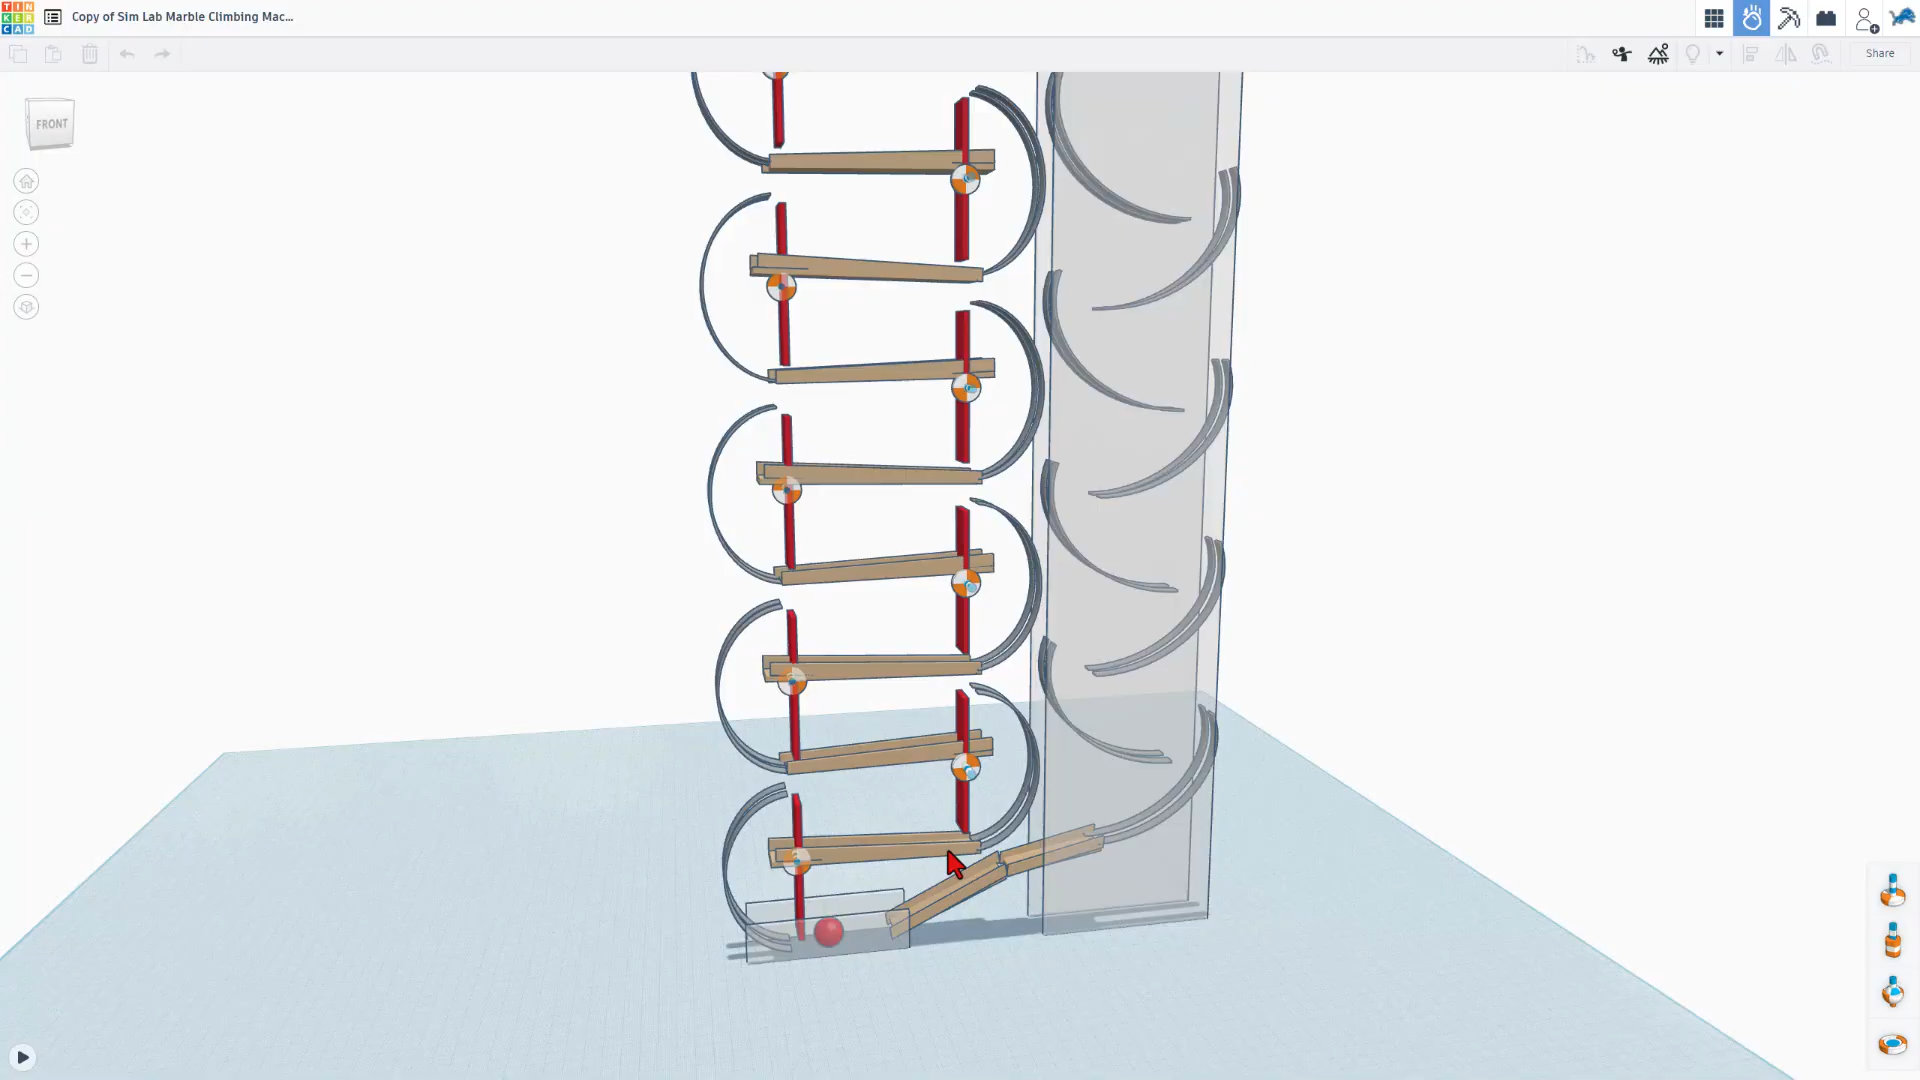 TIN
KER
CAD
Copy of Sim Lab Marble Climbing Mac...
Share
FRONT